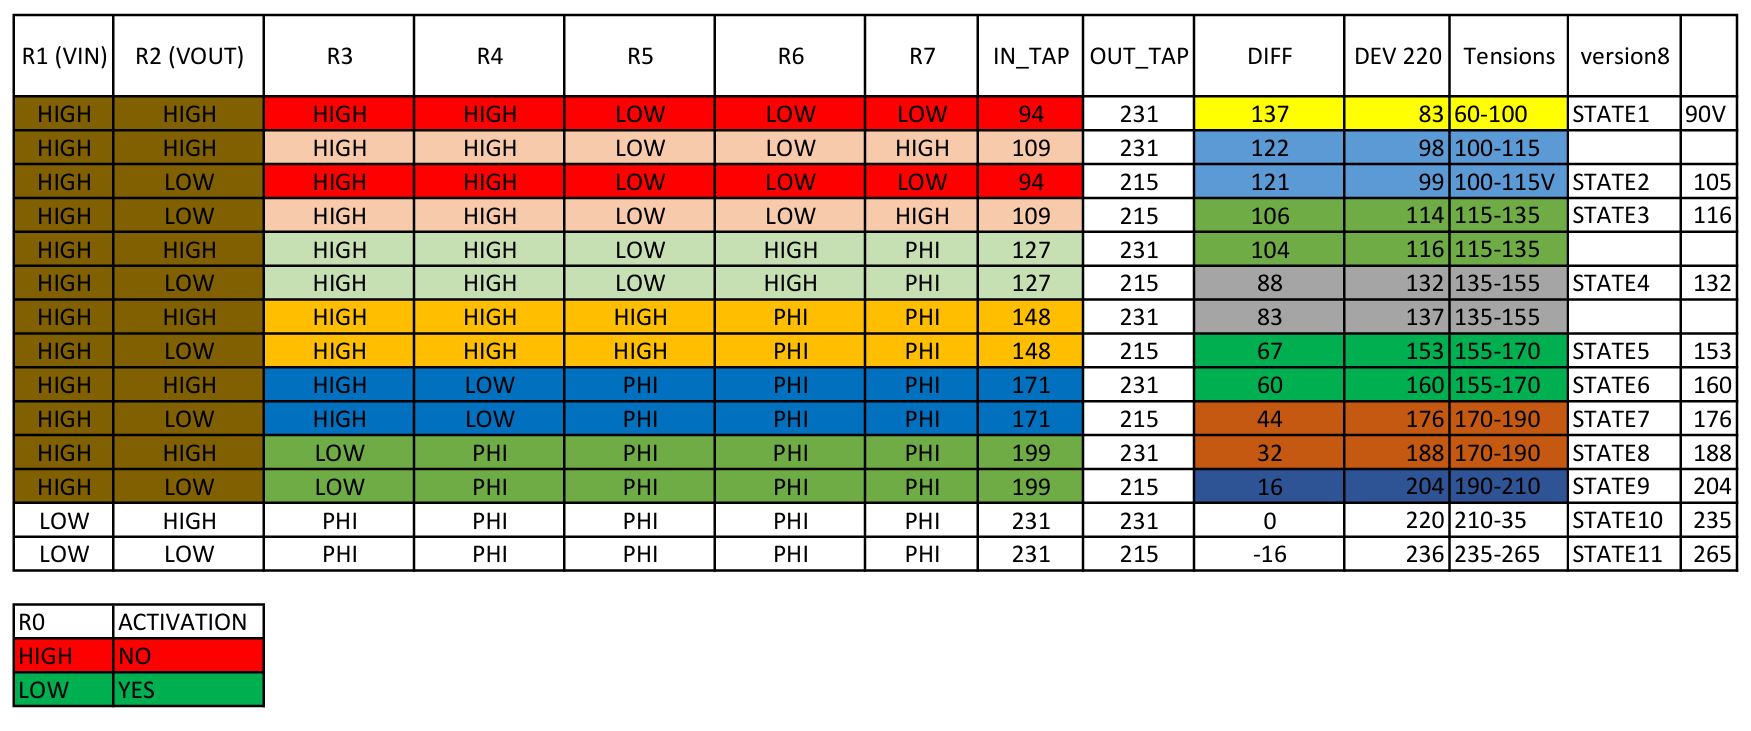 R1 (VIN) R2 (VOUT) R3 R4 R5 R6 R7 IN_TAP OUT_TAP DIFF DEV 220 Tensions version8
HIGH HIGH HIGH HIGH LOW LOW LOW 94 231 137 83 60-100 STATE1 90V
HIGH HIGH HIGH HIGH LOW LOW HIGH 109 231 122 98 100-115
HIGH LOW HIGH HIGH LOW LOW LOW 94 215 121 99 100-115V STATE2 105
HIGH LOW HIGH HIGH LOW LOW HIGH 109 215 106 114 115-135 STATE3 116
HIGH HIGH HIGH HIGH LOW HIGH PHI 127 231 104 116 115-135
HIGH LOW HIGH HIGH LOW HIGH PHI 127 215 88 132 135-155 STATE4 132
HIGH HIGH HIGH HIGH HIGH PHI PHI 148 231 83 137 135-155
HIGH LOW HIGH HIGH HIGH PHI PHI 148 215 67 153 155-170 STATE5 153
HIGH HIGH HIGH LOW PHI PHI PHI 171 231 60 160 155-170 STATE6 160
HIGH LOW HIGH LOW PHI PHI PHI 171 215 44 176 170-190 STATE7 176
HIGH HIGH LOW PHI PHI PHI PHI 199 231 32 188 170-190 STATE8 188
HIGH LOW LOW PHI PHI PHI PHI 199 215 16 204 190-210 STATE9 204
LOW HIGH PHI PHI PHI PHI PHI 231 231 0 220 210-35 STATE10 235
LOW LOW PHI PHI PHI PHI PHI 231 215 -16 236 235-265 STATE11 265
R0 ACTIVATION
HIGH NO
LOW YES